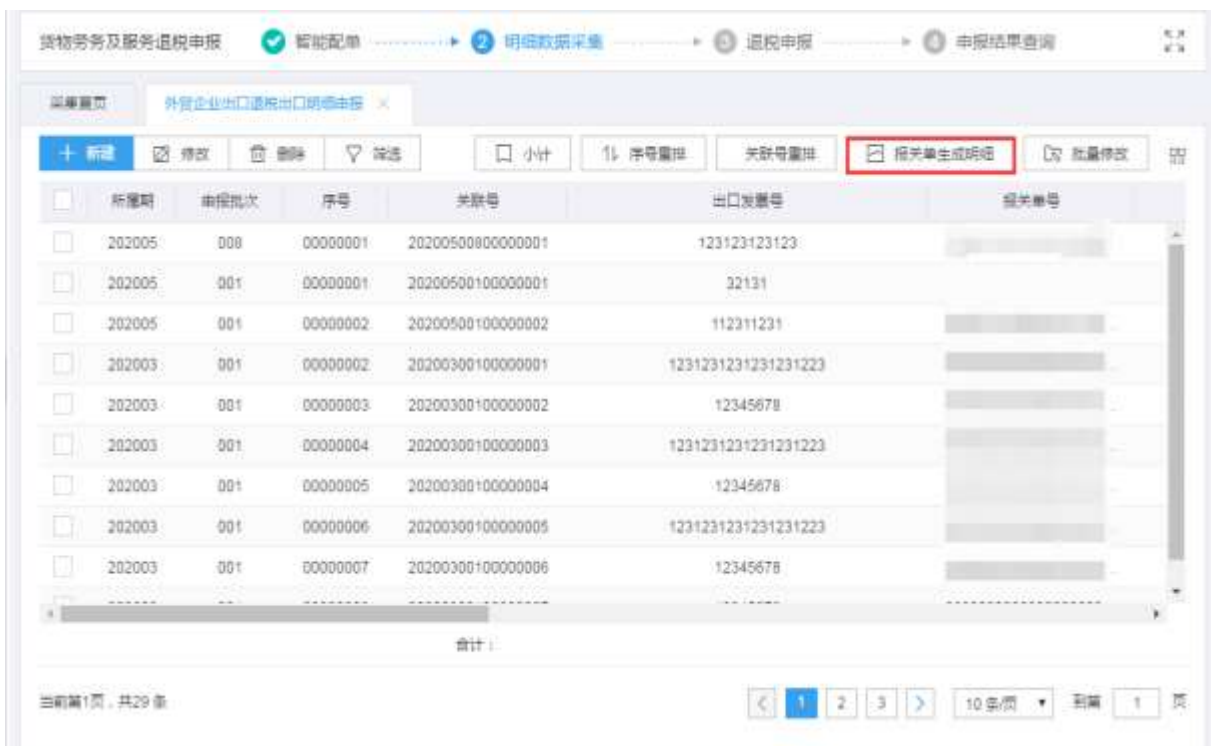 货物劳务及服务退税申报 智能配单 2 明细数据采集 3 退税申报 4 申报结果查询
采单首页 外贸企业出口退税出口明细申报 ×
+ 新建 修改 删除 筛选 小计 序号重排 关联号重排 报关单生成明细 批量修改
所属期 申报批次 序号 关联号 出口发票号 报关单号
202005 008 00000001 20200500800000001 123123123123
202005 001 00000001 20200500100000001 32131
202005 001 00000002 20200500100000002 112311231
202003 001 00000002 20200300100000001 1231231231231231223
202003 001 00000003 20200300100000002 12345678
202003 001 00000004 20200300100000003 1231231231231231223
202003 001 00000005 20200300100000004 12345678
202003 001 00000006 20200300100000005 1231231231231231223
202003 001 00000007 20200300100000006 12345678
合计：
当前第1页，共29 条 < 1 2 3 > 10 条/页 到第 1 页